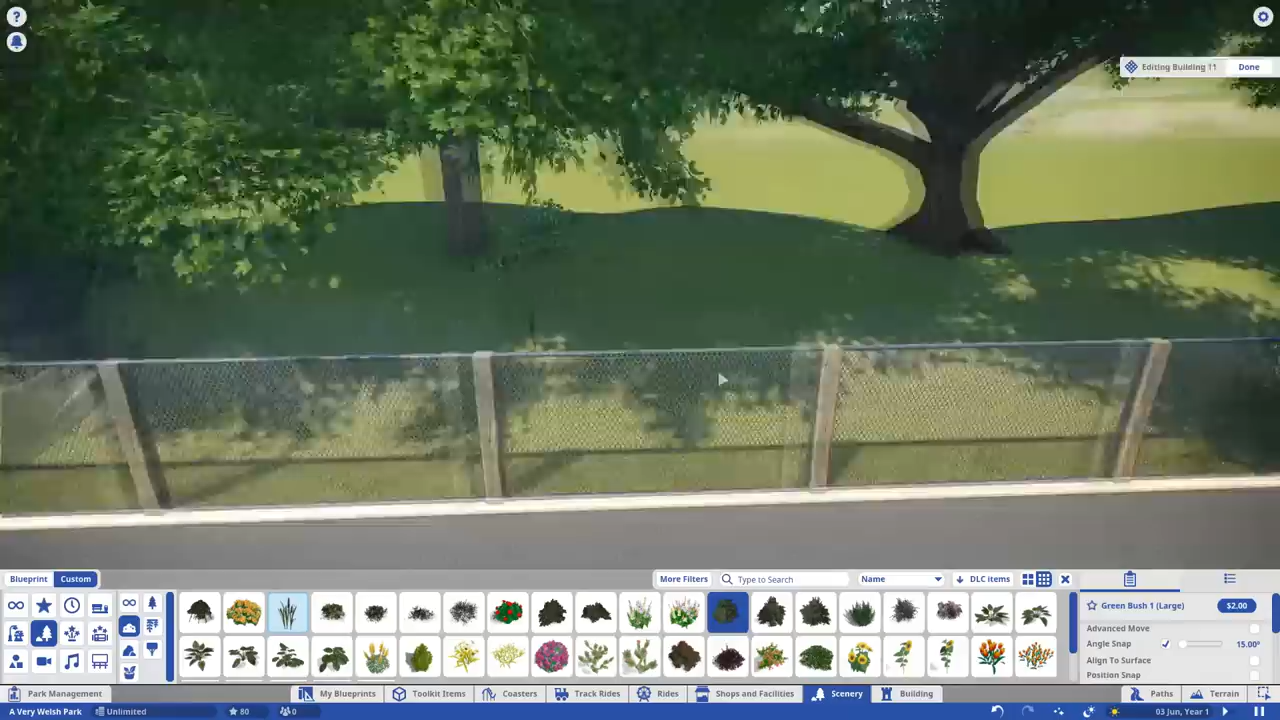 ?
Editing Building 11 Done
Blueprint Custom More Filters Type to Search Name DLC items
Green Bush 1 (Large) $2.00
Advanced Move
Angle Snap 15.00°
Align To Surface
Position Snap
Park Management My Blueprints Toolkit Items Coasters Track Rides Rides Shops and Facilities Scenery Building Paths Terrain
A Very Welsh Park Unlimited 80 0 03 Jun, Year 1